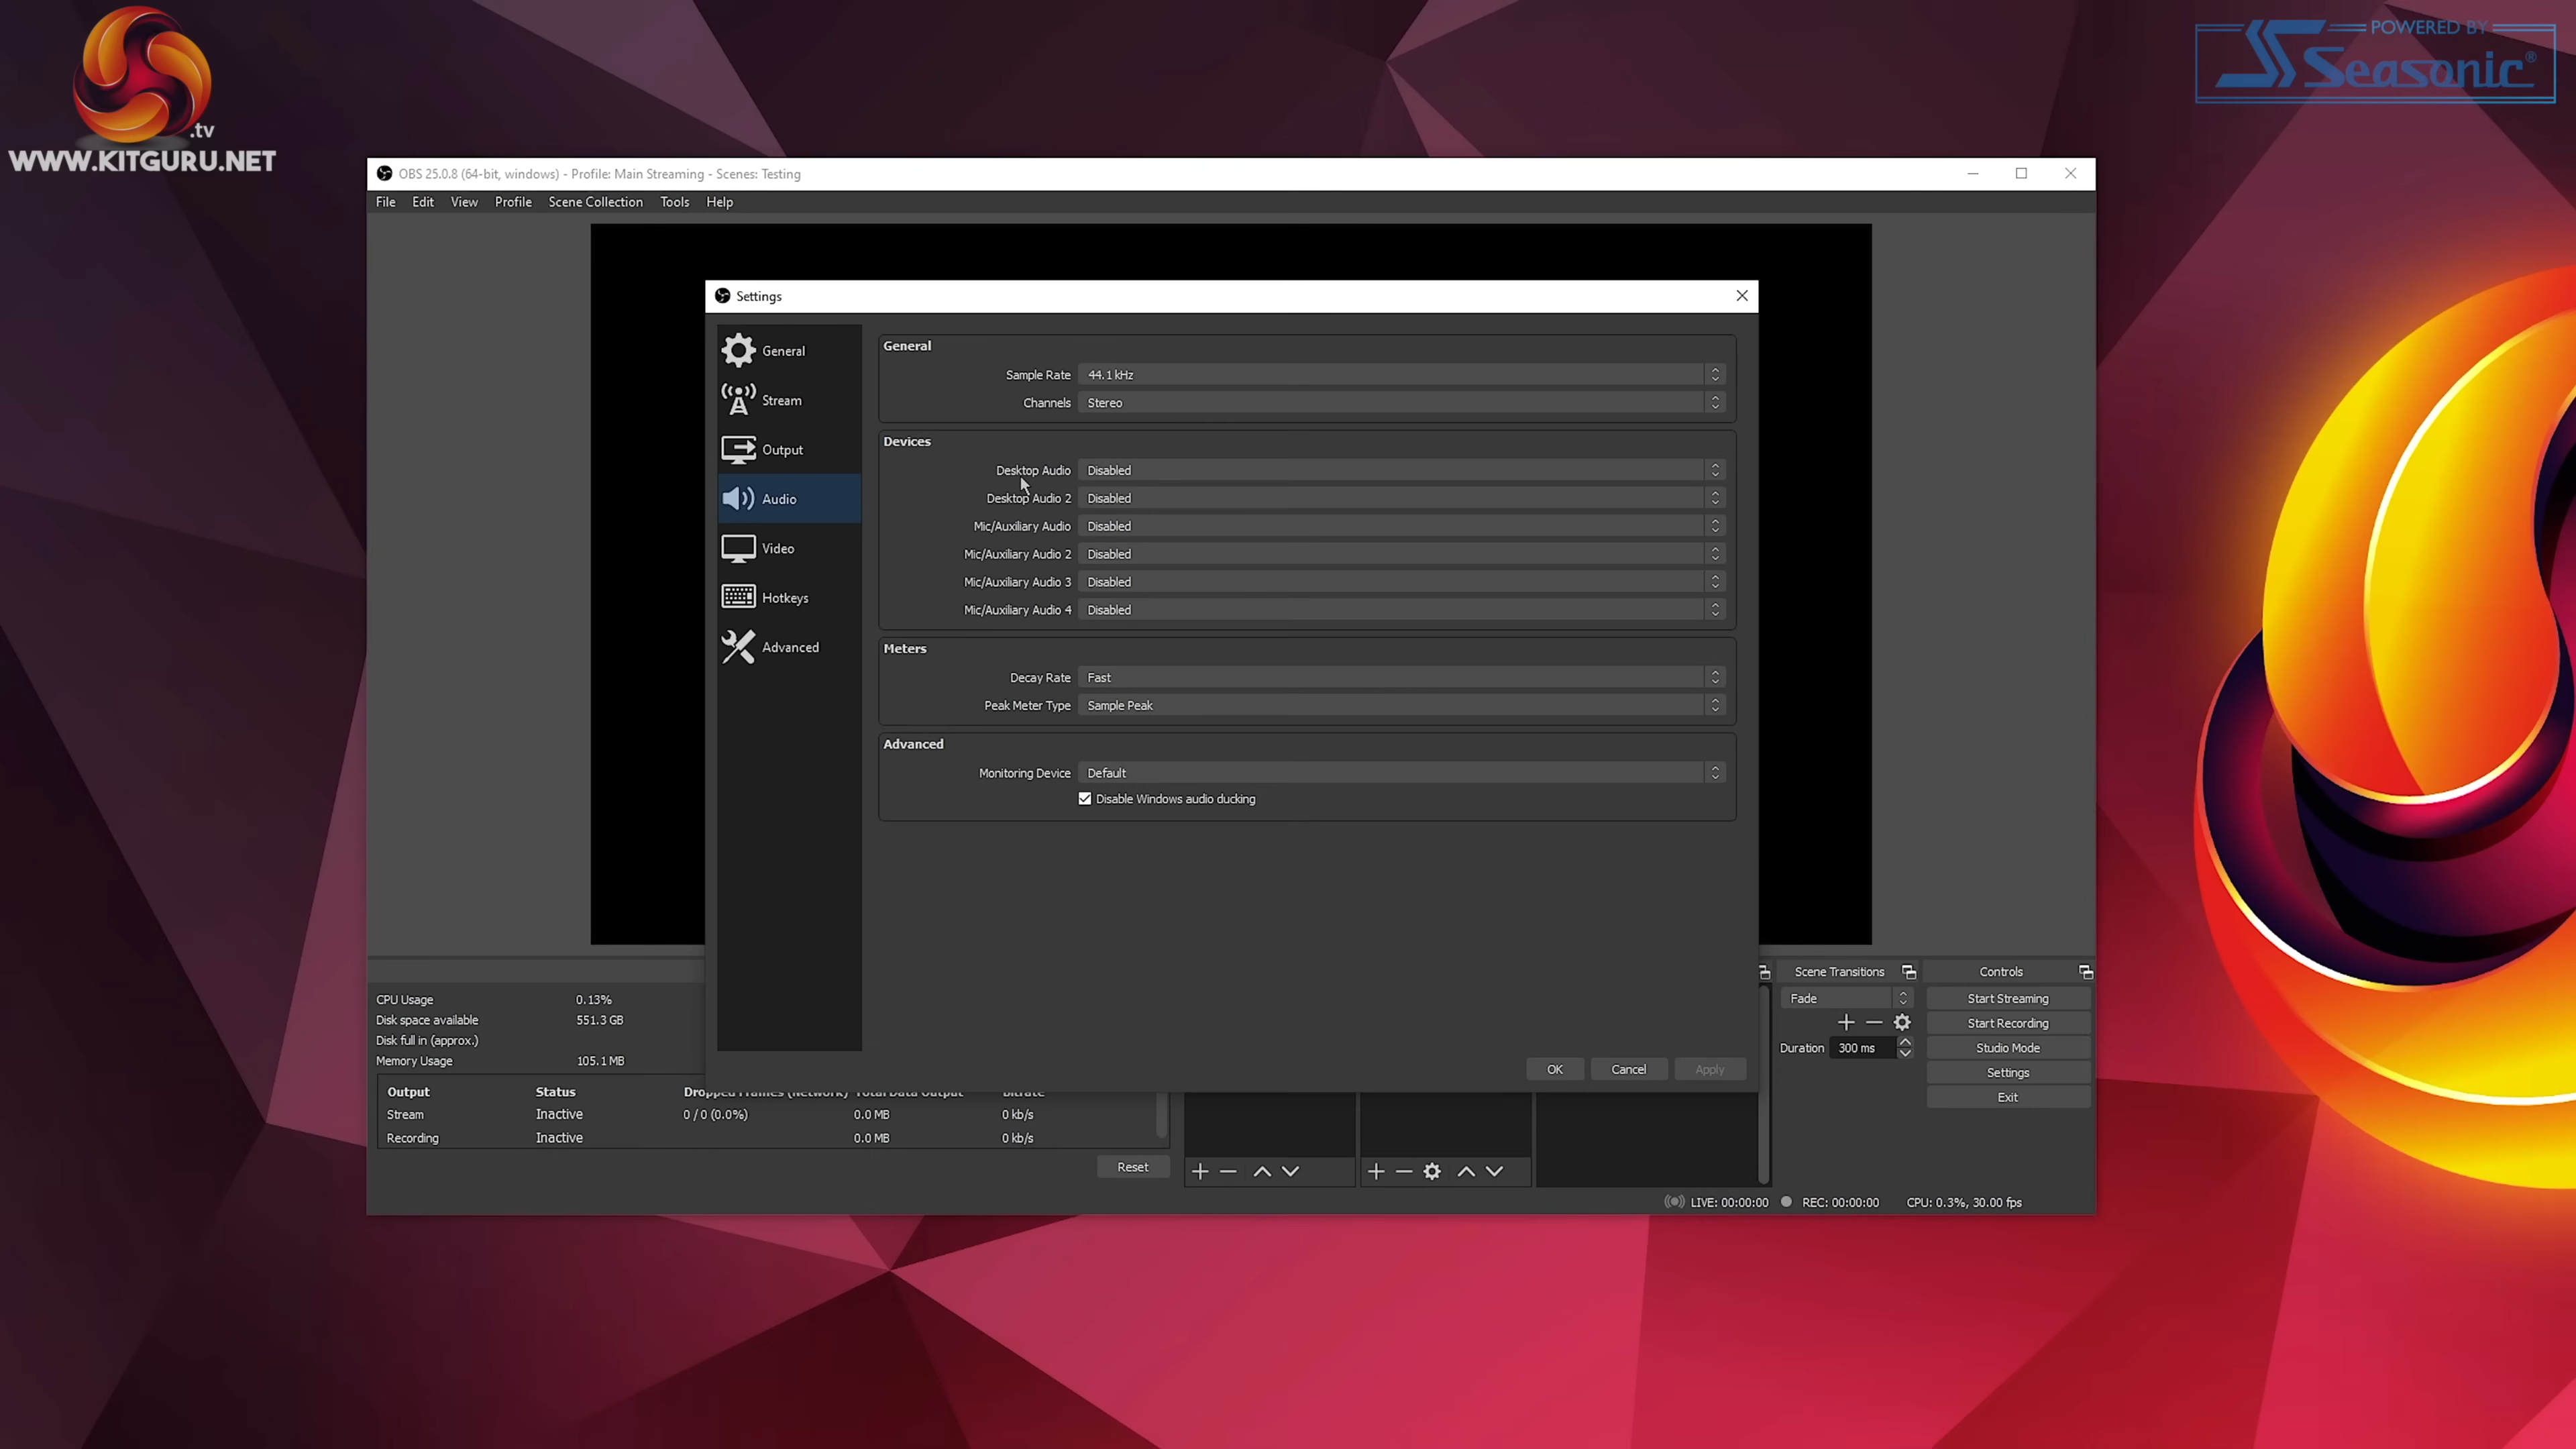 .tv
WWW.KITGURU.NET
POWERED BY
Seasonic®
OBS 25.0.8 (64-bit, windows) - Profile: Main Streaming - Scenes: Testing
File Edit View Profile Scene Collection Tools Help
Settings
General
Stream
Output
Audio
Video
Hotkeys
Advanced
General
Sample Rate 44.1 kHz
Channels Stereo
Devices
Desktop Audio Disabled
Desktop Audio 2 Disabled
Mic/Auxiliary Audio Disabled
Mic/Auxiliary Audio 2 Disabled
Mic/Auxiliary Audio 3 Disabled
Mic/Auxiliary Audio 4 Disabled
Meters
Decay Rate Fast
Peak Meter Type Sample Peak
Advanced
Monitoring Device Default
Disable Windows audio ducking
OK Cancel Apply
CPU Usage 0.13%
Disk space available 551.3 GB
Disk full in (approx.)
Memory Usage 105.1 MB
Output Status Dropped Frames (Network) Total Data Output Bitrate
Stream Inactive 0 / 0 (0.0%) 0.0 MB 0 kb/s
Recording Inactive 0.0 MB 0 kb/s
Reset
Scene Transitions
Fade
Duration 300 ms
Controls
Start Streaming
Start Recording
Studio Mode
Settings
Exit
LIVE: 00:00:00 REC: 00:00:00 CPU: 0.3%, 30.00 fps